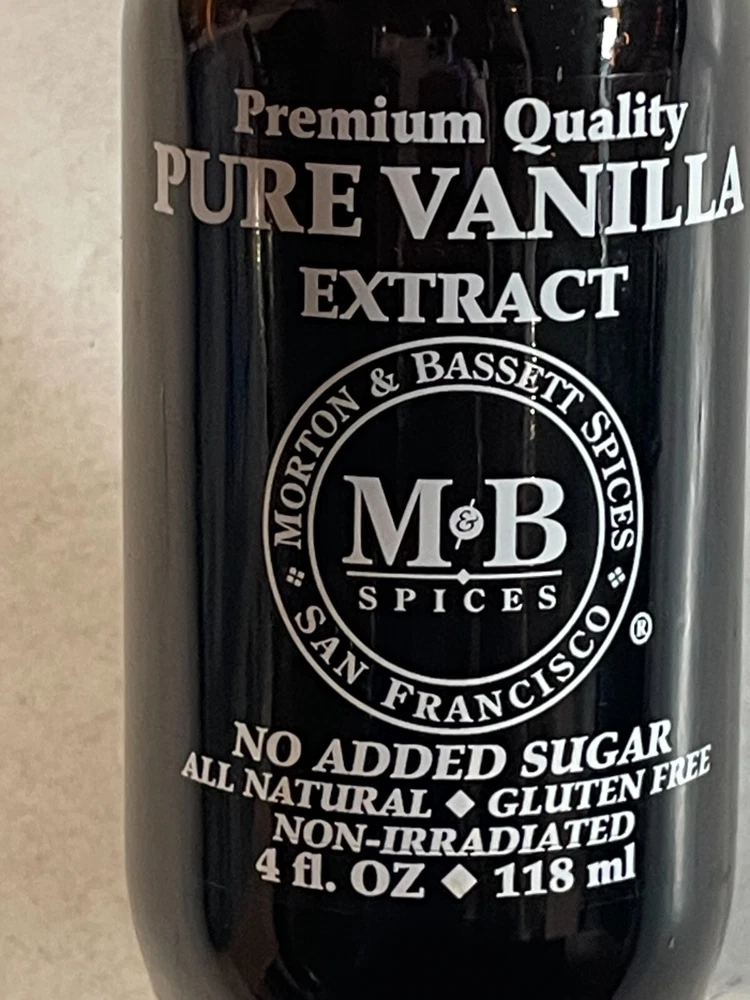 Premium Quality
PURE VANILLA
EXTRACT
MORTON & BASSETT SPICES
M&B
SPICES
SAN FRANCISCO
®
NO ADDED SUGAR
ALL NATURAL ◆ GLUTEN FREE
NON-IRRADIATED
4 fl. OZ ◆ 118 ml